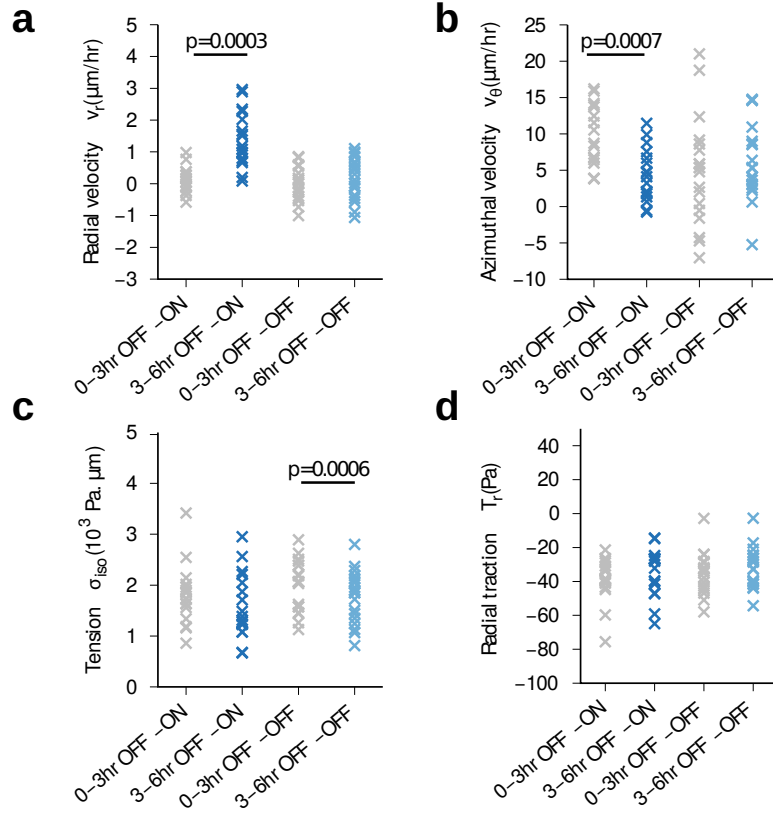 a
Radial velocity vr(μm/hr)
5
4
3
2
1
0
−1
−2
−3
p=0.0003
0−3hr OFF −ON
3−6hr OFF −ON
0−3hr OFF −OFF
3−6hr OFF −OFF
b
Azimuthal velocity vθ(μm/hr)
25
20
15
10
5
0
−5
−10
p=0.0007
0−3hr OFF −ON
3−6hr OFF −ON
0−3hr OFF −OFF
3−6hr OFF −OFF
c
Tension σiso(10³ Pa. μm)
5
4
3
2
1
0
p=0.0006
0−3hr OFF −ON
3−6hr OFF −ON
0−3hr OFF −OFF
3−6hr OFF −OFF
d
Radial traction Tr(Pa)
40
20
0
−20
−40
−60
−80
−100
0−3hr OFF −ON
3−6hr OFF −ON
0−3hr OFF −OFF
3−6hr OFF −OFF